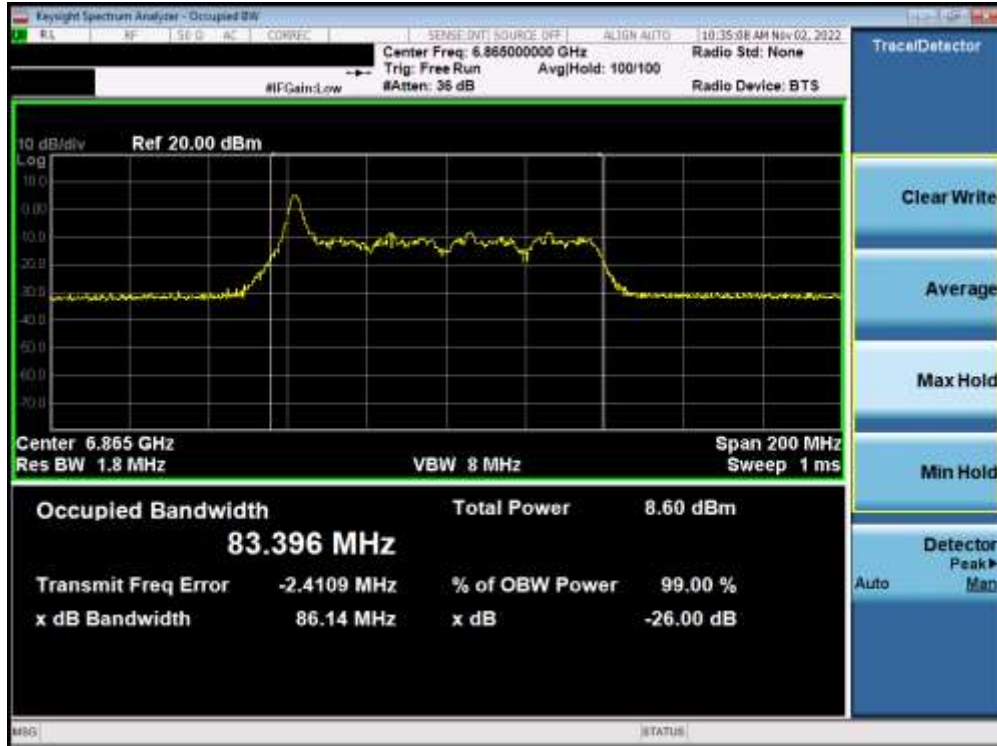 Keysight Spectrum Analyzer - Occupied BW
RL RF 50 Ω AC CORREC SENSE:INT SOURCE OFF ALIGN AUTO 10:35:08 AM Nov 02, 2022
Center Freq: 6.865000000 GHz Radio Std: None
Trig: Free Run Avg|Hold: 100/100
#IFGain:Low #Atten: 36 dB Radio Device: BTS
Trace/Detector
10 dB/div Ref 20.00 dBm
Log
10.0
0.00
-10.0
-20.0
-30.0
-40.0
-50.0
-60.0
-70.0
Center 6.865 GHz Span 200 MHz
Res BW 1.8 MHz VBW 8 MHz Sweep 1 ms
Occupied Bandwidth Total Power 8.60 dBm
83.396 MHz
Transmit Freq Error -2.4109 MHz % of OBW Power 99.00 %
x dB Bandwidth 86.14 MHz x dB -26.00 dB
Clear Write
Average
Max Hold
Min Hold
Detector
Peak▶
Auto Man
MSG STATUS